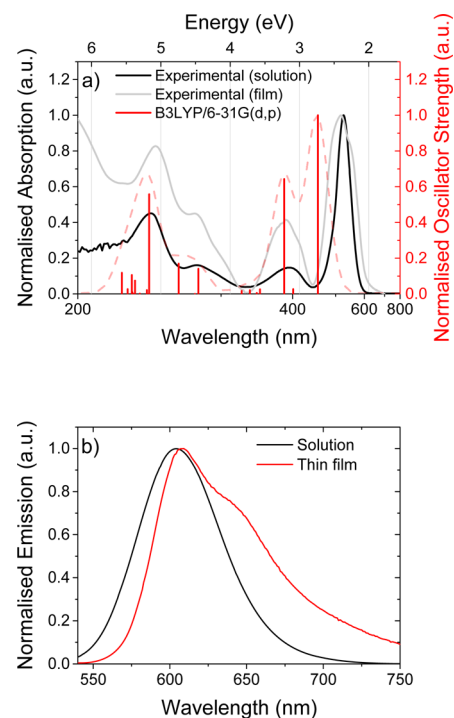 Energy (eV)
6 5 4 3 2
a)
Experimental (solution)
Experimental (film)
B3LYP/6-31G(d,p)
Normalised Absorption (a.u.)
1.2
1.0
0.8
0.6
0.4
0.2
0.0
Normalised Oscillator Strength (a.u.)
1.2
1.0
0.8
0.6
0.4
0.2
0.0
200 400 600 800
Wavelength (nm)
b)
Solution
Thin film
Normalised Emission (a.u.)
1.0
0.8
0.6
0.4
0.2
0.0
550 600 650 700 750
Wavelength (nm)